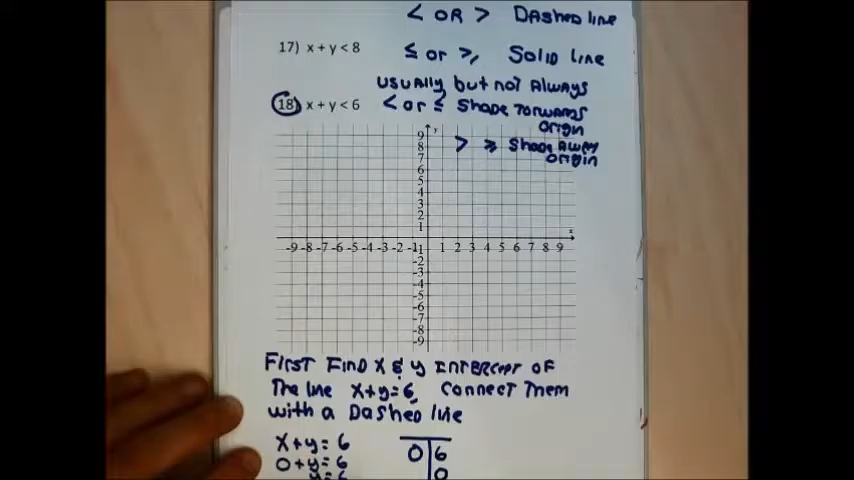 < OR > Dashed line
17) x + y < 8
≤ or ≥, Solid Line
USUAlly but not Always
18) x + y < 6
< or ≤ Shade Towards
Origin
> ≥ Shade Away
Origin
y
9
8
7
6
5
4
3
2
1
x
-9 -8 -7 -6 -5 -4 -3 -2 -1 1 2 3 4 5 6 7 8 9
-1
-2
-3
-4
-5
-6
-7
-8
-9
First Find x & y Intercept of
The line x+y=6, Connect Them
with a Dashed line
x+y=6
0+y=6
y=6
0 6
0